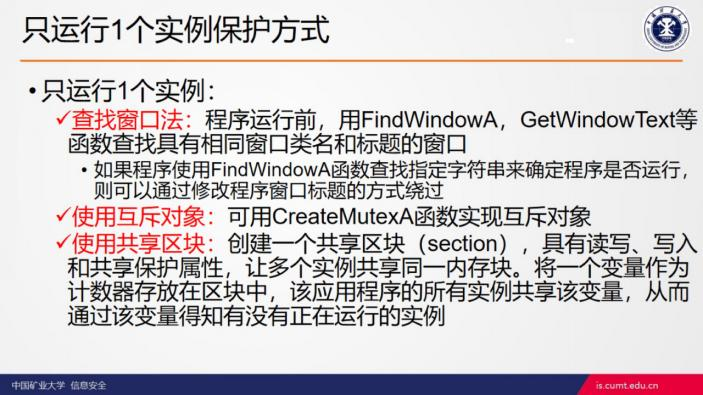 只运行1个实例保护方式
•只运行1个实例：
✓查找窗口法：程序运行前，用FindWindowA，GetWindowText等
函数查找具有相同窗口类名和标题的窗口
• 如果程序使用FindWindowA函数查找指定字符串来确定程序是否运行，
则可以通过修改程序窗口标题的方式绕过
✓使用互斥对象：可用CreateMutexA函数实现互斥对象
✓使用共享区块：创建一个共享区块（section），具有读写、写入
和共享保护属性，让多个实例共享同一内存块。将一个变量作为
计数器存放在区块中，该应用程序的所有实例共享该变量，从而
通过该变量得知有没有正在运行的实例
中国矿业大学 信息安全
is.cumt.edu.cn